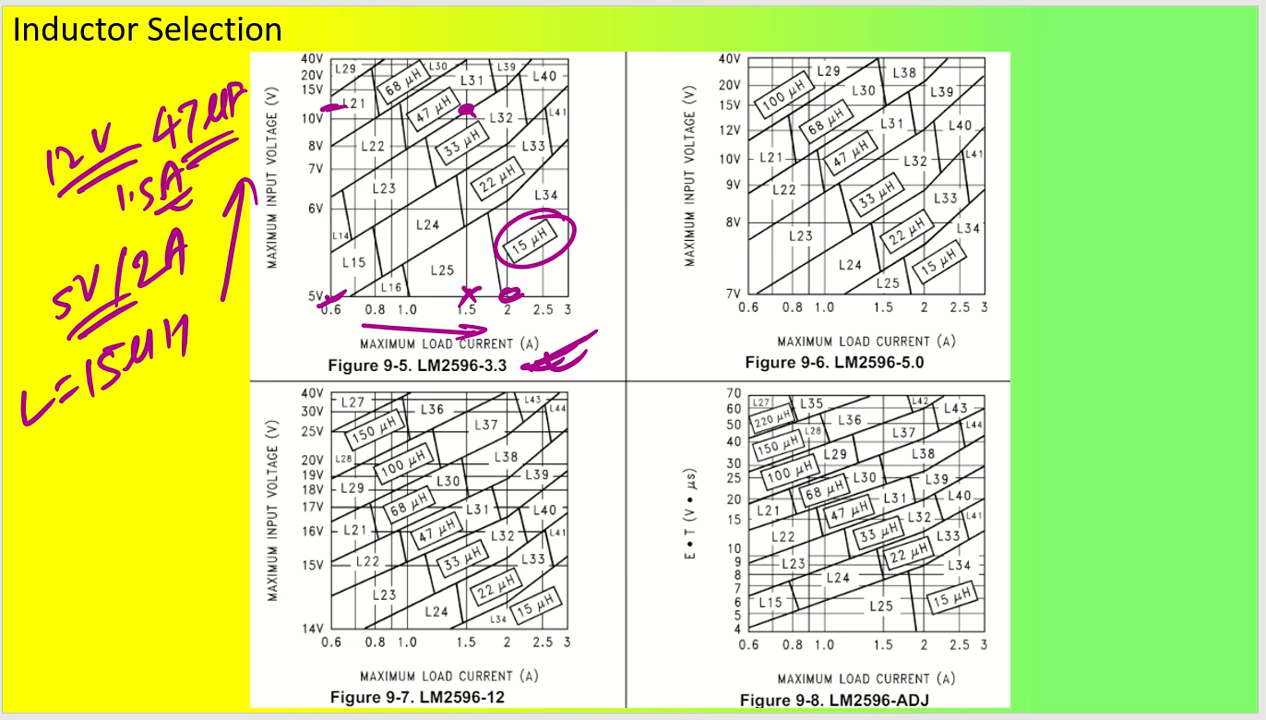 Inductor Selection
12V 47μF
1.5A
5V/2A
L=15μH
MAXIMUM INPUT VOLTAGE (V)
40V
20V
15V
10V
8V
7V
6V
5V
L29
68 μH
L30
L39
L31
L40
L21
47 μH
L32
L41
L22
33 μH
L33
L23
22 μH
L34
L14
L24
15 μH
L15
L25
L16
0.6 0.8 1.0 1.5 2 2.5 3
MAXIMUM LOAD CURRENT (A)
Figure 9-5. LM2596-3.3
MAXIMUM INPUT VOLTAGE (V)
40V
20V
15V
12V
10V
9V
8V
7V
L29
L38
100 μH
L30
L39
68 μH
L31
L40
L21
47 μH
L32
L41
L22
33 μH
L33
L23
22 μH
L34
L24
15 μH
L25
0.6 0.8 1.0 1.5 2 2.5 3
MAXIMUM LOAD CURRENT (A)
Figure 9-6. LM2596-5.0
MAXIMUM INPUT VOLTAGE (V)
40V
30V
25V
20V
19V
18V
17V
16V
15V
14V
L27
L36
L43
L44
150 μH
L37
L28
100 μH
L38
L29
L30
L39
68 μH
L31
L40
L21
47 μH
L32
L41
L22
33 μH
L33
L23
22 μH
L24
15 μH
L34
0.6 0.8 1.0 1.5 2 2.5 3
MAXIMUM LOAD CURRENT (A)
Figure 9-7. LM2596-12
E • T (V • μs)
70
60
50
40
30
25
20
15
10
9
8
7
6
5
4
L27
L35
L42
L43
220 μH
L36
L44
L28
L37
150 μH
L29
L38
100 μH
L30
L39
68 μH
L31
L40
L21
47 μH
L32
L41
L22
33 μH
L33
L23
22 μH
L34
L24
L15
L25
15 μH
0.6 0.8 1.0 1.5 2 2.5 3
MAXIMUM LOAD CURRENT (A)
Figure 9-8. LM2596-ADJ